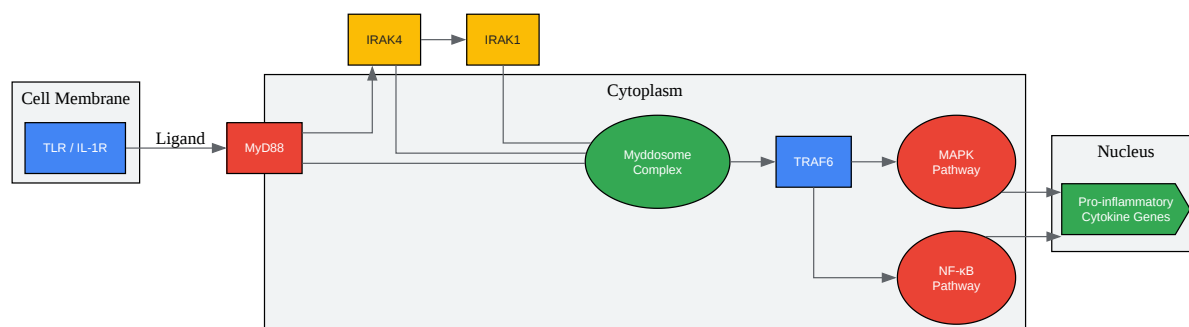 IRAK4
IRAK1
Cell Membrane
Cytoplasm
TLR / IL-1R
Ligand
MyD88
Myddosome
Complex
TRAF6
MAPK
Pathway
Nucleus
Pro-inflammatory
Cytokine Genes
NF-κB
Pathway